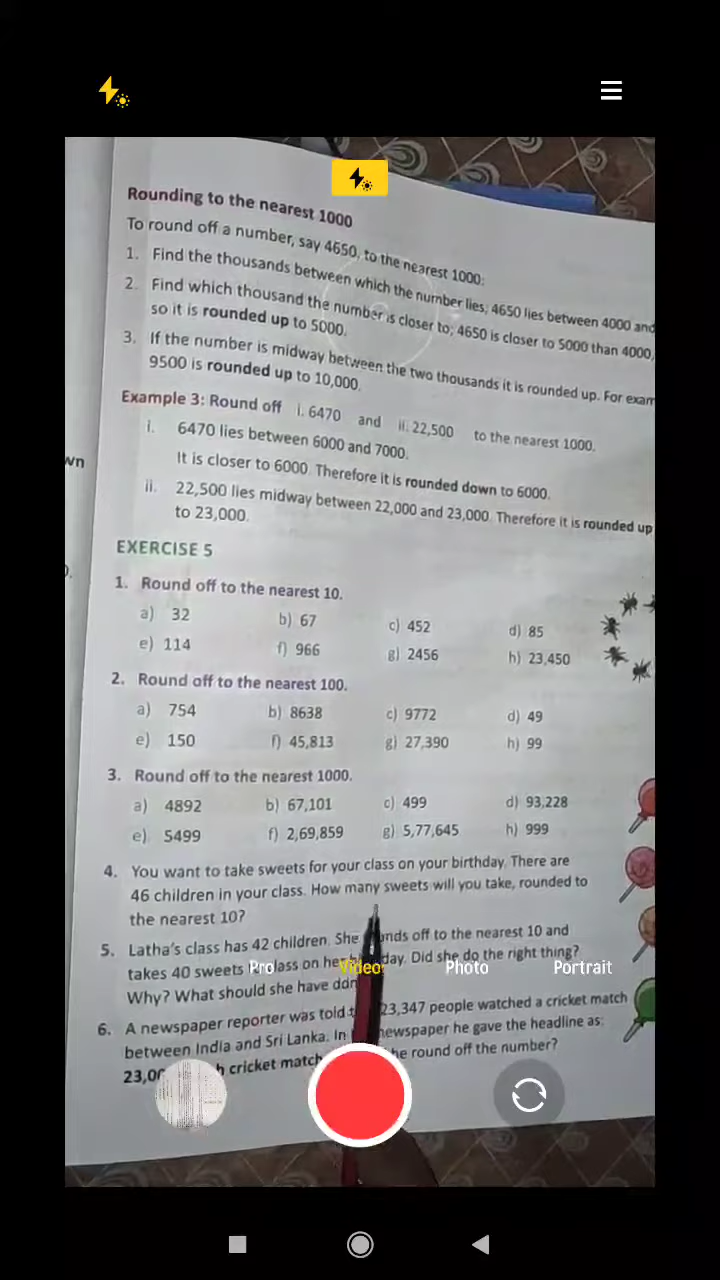 Rounding to the nearest 1000
To round off a number, say 4650, to the nearest 1000:
1. Find the thousands between which the number lies, 4650 lies between 4000 and
2. Find which thousand the number is closer to; 4650 is closer to 5000 than 4000,
so it is rounded up to 5000.
3. If the number is midway between the two thousands it is rounded up. For exam
9500 is rounded up to 10,000.
Example 3: Round off i. 6470 and ii. 22,500 to the nearest 1000.
i. 6470 lies between 6000 and 7000.
It is closer to 6000. Therefore it is rounded down to 6000.
ii. 22,500 lies midway between 22,000 and 23,000. Therefore it is rounded up
to 23,000.
wn
EXERCISE 5
1. Round off to the nearest 10.
a) 32 b) 67 c) 452 d) 85
e) 114 f) 966 g) 2456 h) 23,450
2. Round off to the nearest 100.
a) 754 b) 8638 c) 9772 d) 49
e) 150 f) 45,813 g) 27,390 h) 99
3. Round off to the nearest 1000.
a) 4892 b) 67,101 c) 499 d) 93,228
e) 5499 f) 2,69,859 g) 5,77,645 h) 999
4. You want to take sweets for your class on your birthday. There are
46 children in your class. How many sweets will you take, rounded to
the nearest 10?
5. Latha's class has 42 children. She nds off to the nearest 10 and
takes 40 sweets lass on he day. Did she do the right thing?
Why? What should she have
6. A newspaper reporter was told 23,347 people watched a cricket match
between India and Sri Lanka. In newspaper he gave the headline as:
23,0 h cricket match he round off the number?
Pro Video Photo Portrait